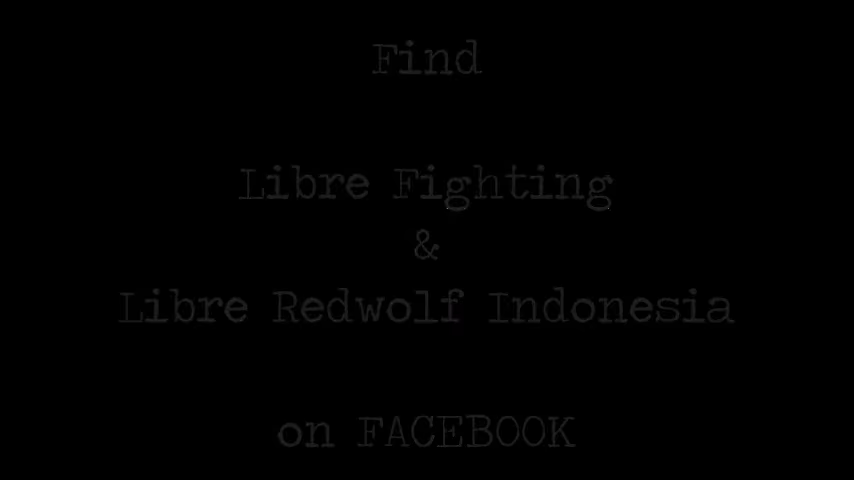 Find
Libre Fighting
&
Libre Redwolf Indonesia
on FACEBOOK